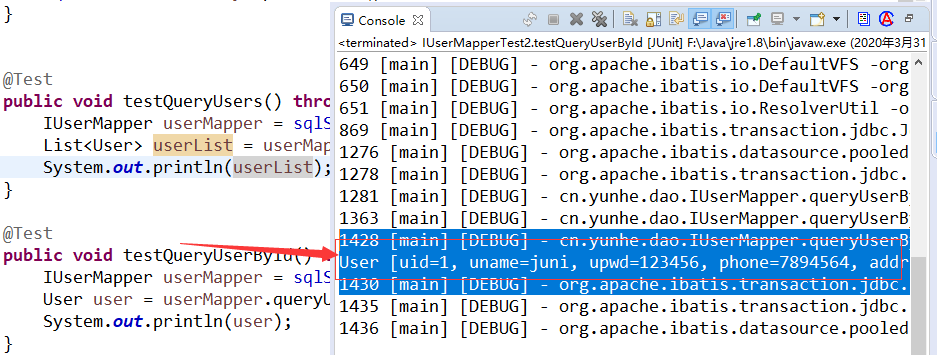 }
@Test
public void testQueryUsers() thro
IUserMapper userMapper = sqlS
List<User> userList = userMap
System.out.println(userList);
}
@Test
public void testQueryUserById()
IUserMapper userMapper = sqlS
User user = userMapper.queryU
System.out.println(user);
}
Console
<terminated> IUserMapperTest2.testQueryUserById [JUnit] F:\Java\jre1.8\bin\javaw.exe (2020年3月31
649 [main] [DEBUG] - org.apache.ibatis.io.DefaultVFS -org
650 [main] [DEBUG] - org.apache.ibatis.io.DefaultVFS -org
651 [main] [DEBUG] - org.apache.ibatis.io.ResolverUtil -o
869 [main] [DEBUG] - org.apache.ibatis.transaction.jdbc.J
1276 [main] [DEBUG] - org.apache.ibatis.datasource.pooled
1278 [main] [DEBUG] - org.apache.ibatis.transaction.jdbc.
1281 [main] [DEBUG] - cn.yunhe.dao.IUserMapper.queryUserB
1363 [main] [DEBUG] - cn.yunhe.dao.IUserMapper.queryUserB
1428 [main] [DEBUG] - cn.yunhe.dao.IUserMapper.queryUserB
User [uid=1, uname=juni, upwd=123456, phone=7894564, addr
1430 [main] [DEBUG] - org.apache.ibatis.transaction.jdbc.
1435 [main] [DEBUG] - org.apache.ibatis.transaction.jdbc.
1436 [main] [DEBUG] - org.apache.ibatis.datasource.pooled